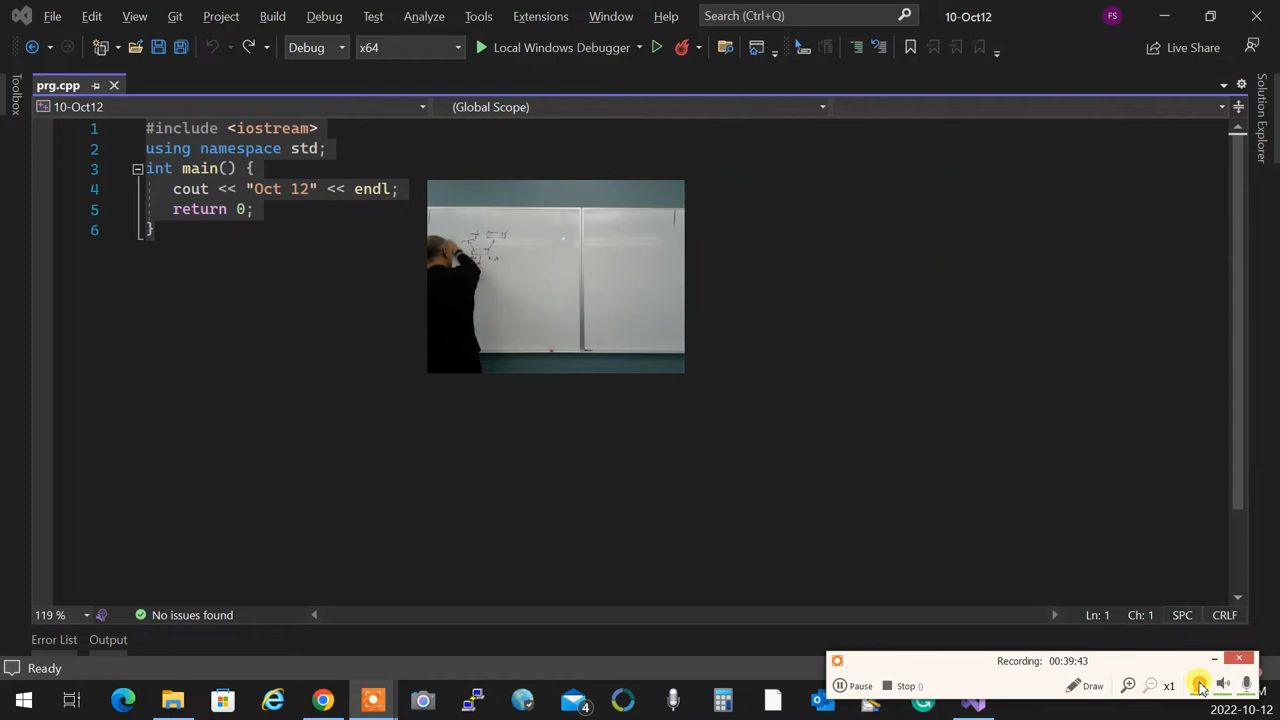 File Edit View Git Project Build Debug Test Analyze Tools Extensions Window Help Search (Ctrl+Q) 10-Oct12 FS
Debug x64 Local Windows Debugger Live Share
prg.cpp
10-Oct12 (Global Scope)
1 #include <iostream>
2 using namespace std;
3 int main() {
4 cout << "Oct 12" << endl;
5 return 0;
6 }
Toolbox
Solution Explorer
119 % No issues found Ln: 1 Ch: 1 SPC CRLF
Error List Output
Ready
Recording: 00:39:43
Pause Stop () Draw x1
4
2022-10-12